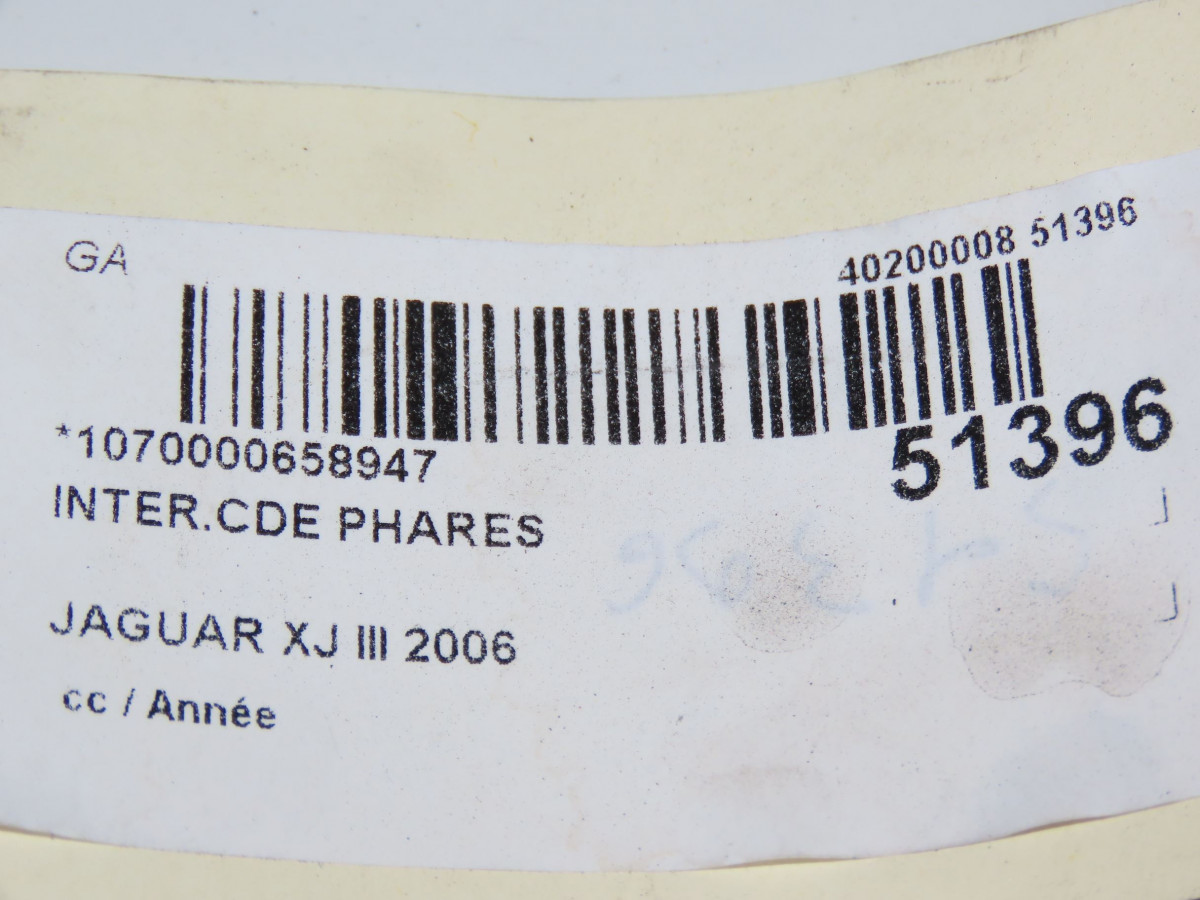 GA
40200008 51396
*1070000658947
51396
INTER.CDE PHARES
JAGUAR XJ III 2006
cc / Année